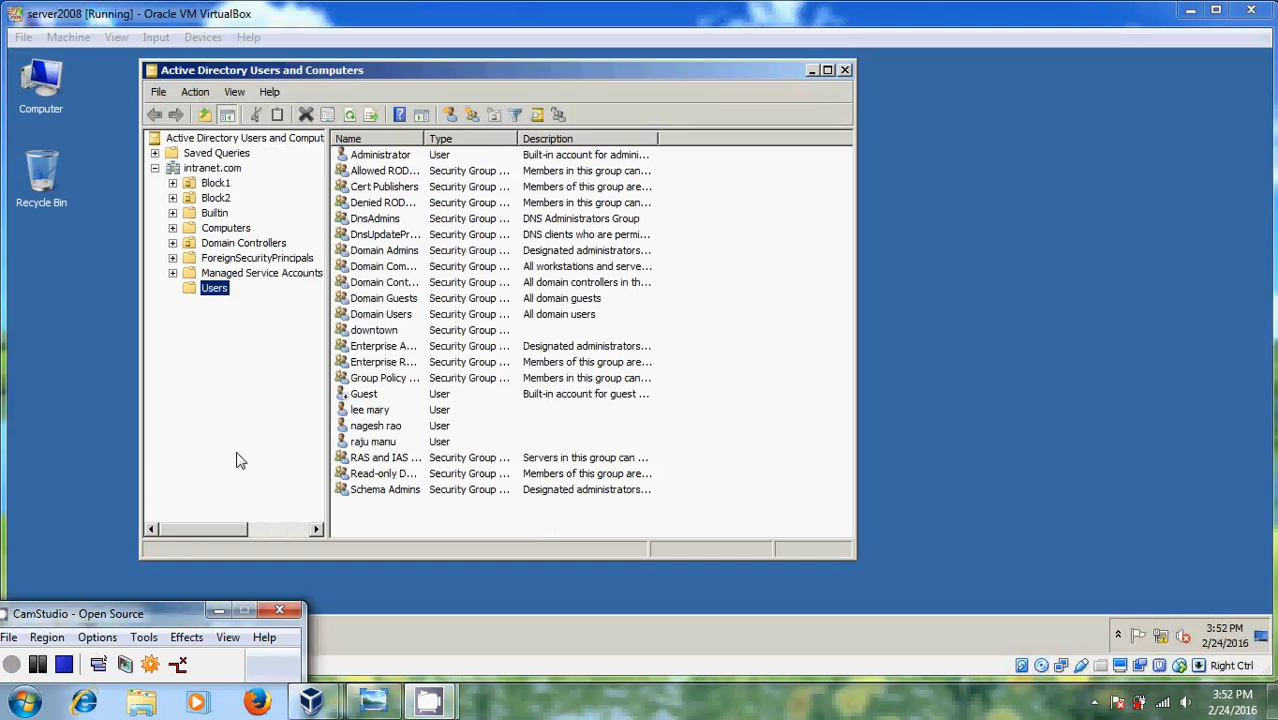 server2008 [Running] - Oracle VM VirtualBox
File Machine View Input Devices Help
Computer
Recycle Bin
Active Directory Users and Computers
File Action View Help
Active Directory Users and Comput
Saved Queries
intranet.com
Block1
Block2
Builtin
Computers
Domain Controllers
ForeignSecurityPrincipals
Managed Service Accounts
Users
Name Type Description
Administrator User Built-in account for admini...
Allowed ROD... Security Group ... Members in this group can...
Cert Publishers Security Group ... Members of this group are...
Denied ROD... Security Group ... Members in this group can...
DnsAdmins Security Group ... DNS Administrators Group
DnsUpdatePr... Security Group ... DNS clients who are permi...
Domain Admins Security Group ... Designated administrators...
Domain Com... Security Group ... All workstations and serve...
Domain Cont... Security Group ... All domain controllers in th...
Domain Guests Security Group ... All domain guests
Domain Users Security Group ... All domain users
downtown Security Group ...
Enterprise A... Security Group ... Designated administrators...
Enterprise R... Security Group ... Members of this group are...
Group Policy ... Security Group ... Members in this group can...
Guest User Built-in account for guest ...
lee mary User
nagesh rao User
raju manu User
RAS and IAS ... Security Group ... Servers in this group can ...
Read-only D... Security Group ... Members of this group are...
Schema Admins Security Group ... Designated administrators...
CamStudio - Open Source
File Region Options Tools Effects View Help
3:52 PM
2/24/2016
Right Ctrl
3:52 PM
2/24/2016